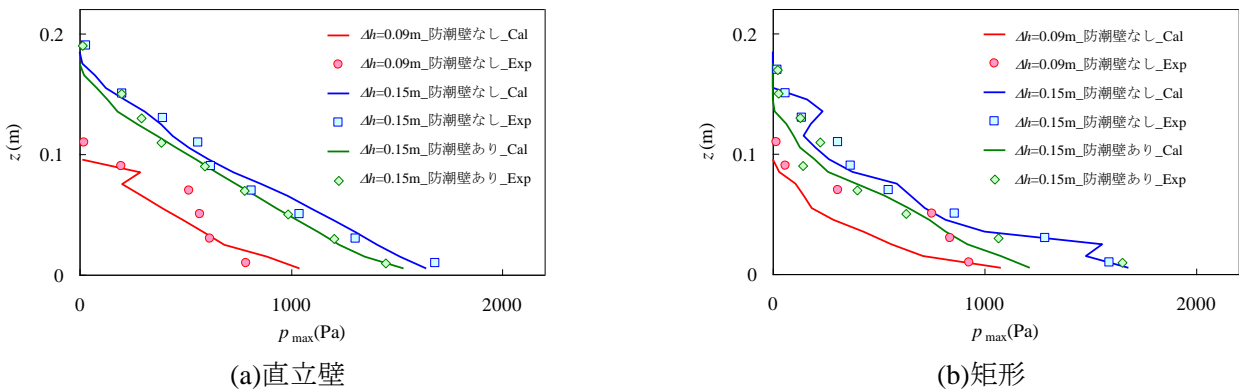 0.2
0.1
0
z (m)
0
1000
2000
p max(Pa)
Δh=0.09m_防潮壁なし_Cal
Δh=0.09m_防潮壁なし_Exp
Δh=0.15m_防潮壁なし_Cal
Δh=0.15m_防潮壁なし_Exp
Δh=0.15m_防潮壁あり_Cal
Δh=0.15m_防潮壁あり_Exp
(a)直立壁
0.2
0.1
0
z (m)
0
1000
2000
p max(Pa)
Δh=0.09m_防潮壁なし_Cal
Δh=0.09m_防潮壁なし_Exp
Δh=0.15m_防潮壁なし_Cal
Δh=0.15m_防潮壁なし_Exp
Δh=0.15m_防潮壁あり_Cal
Δh=0.15m_防潮壁あり_Exp
(b)矩形